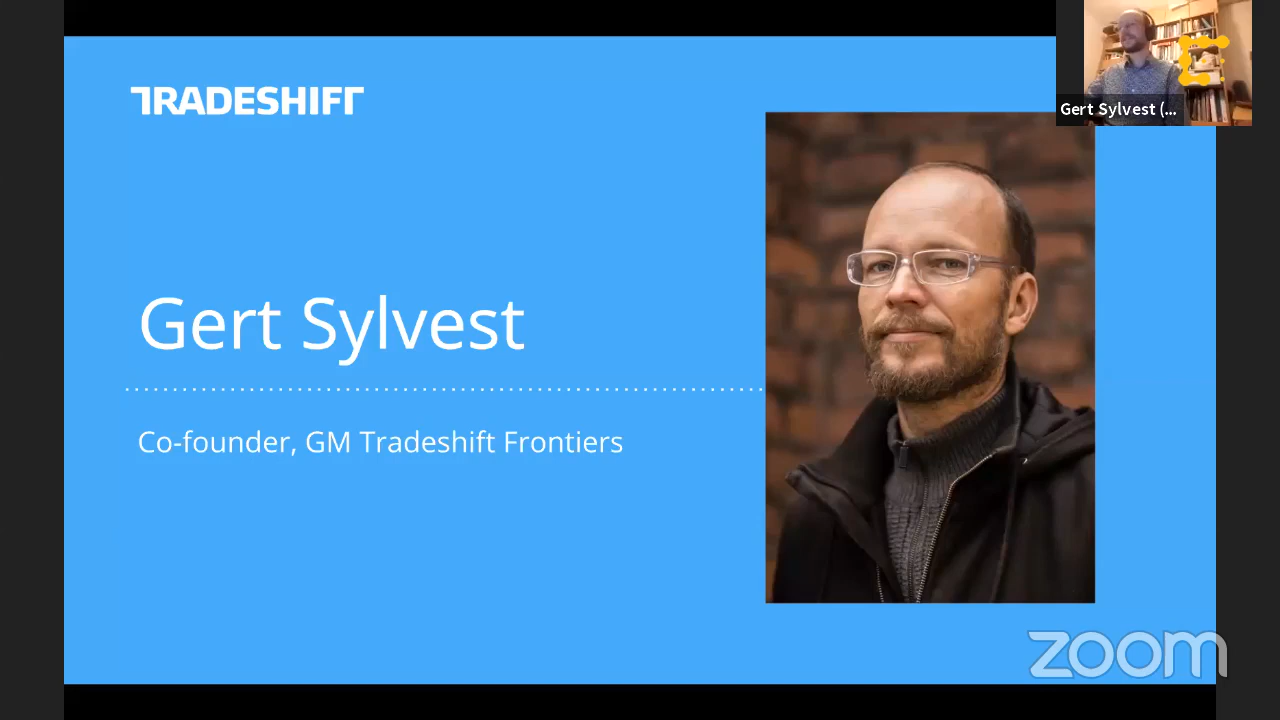 TRADESHIFT
Gert Sylvest (...
Gert Sylvest
Co-founder, GM Tradeshift Frontiers
zoom